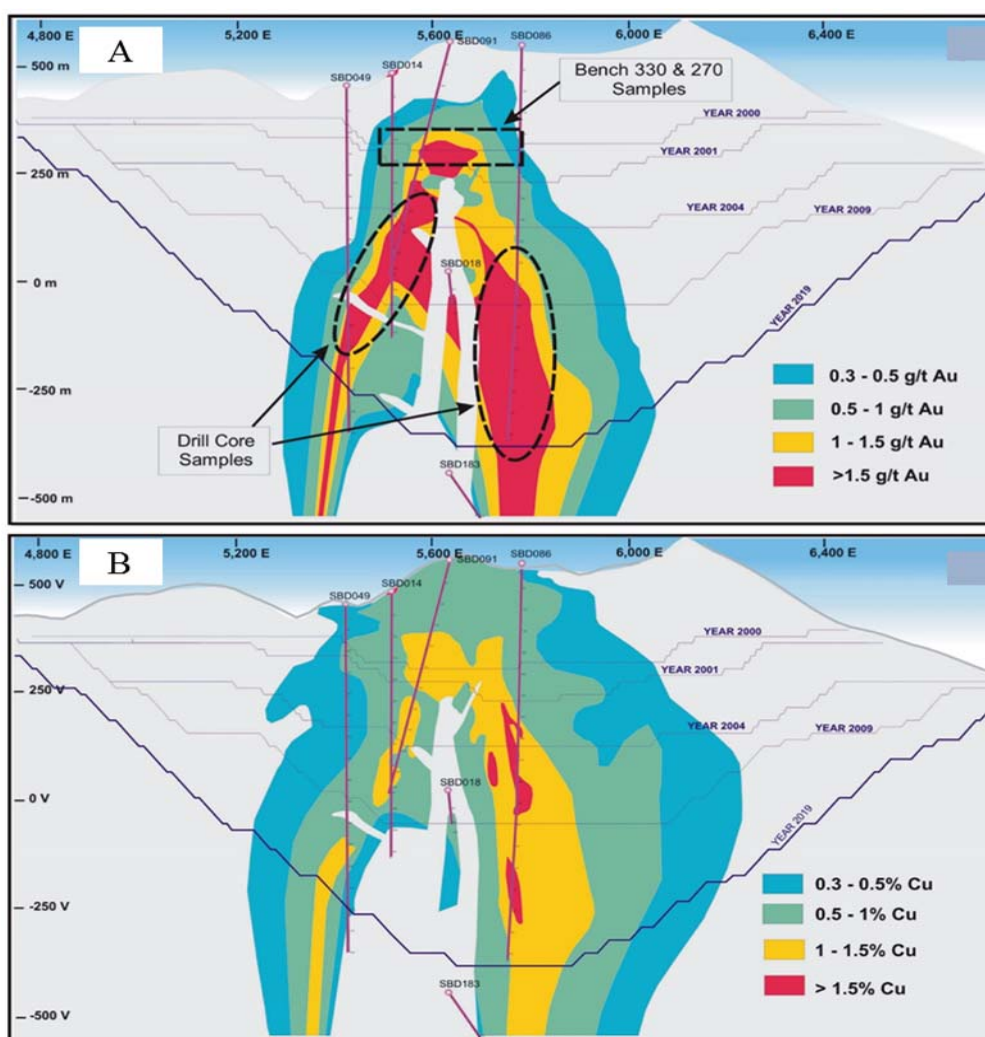 4,800 E
5,200 E
5,600 E
6,000 E
6,400 E
A
SBD091
SBD086
500 m
SBD014
SBD049
Bench 330 & 270
Samples
YEAR 2000
YEAR 2001
250 m
YEAR 2004
YEAR 2009
SBD018
0 m
YEAR 2019
-250 m
0.3 - 0.5 g/t Au
0.5 - 1 g/t Au
1 - 1.5 g/t Au
>1.5 g/t Au
Drill Core
Samples
SBD183
-500 m
4,800 E
5,200 E
5,600 E
6,000 E
6,400 E
B
SBD091
SBD086
500 V
SBD014
SBD049
YEAR 2000
YEAR 2001
250 V
YEAR 2004
YEAR 2009
SBD018
0 V
YEAR 2019
-250 V
0.3 - 0.5% Cu
0.5 - 1% Cu
1 - 1.5% Cu
> 1.5% Cu
SBD183
-500 V